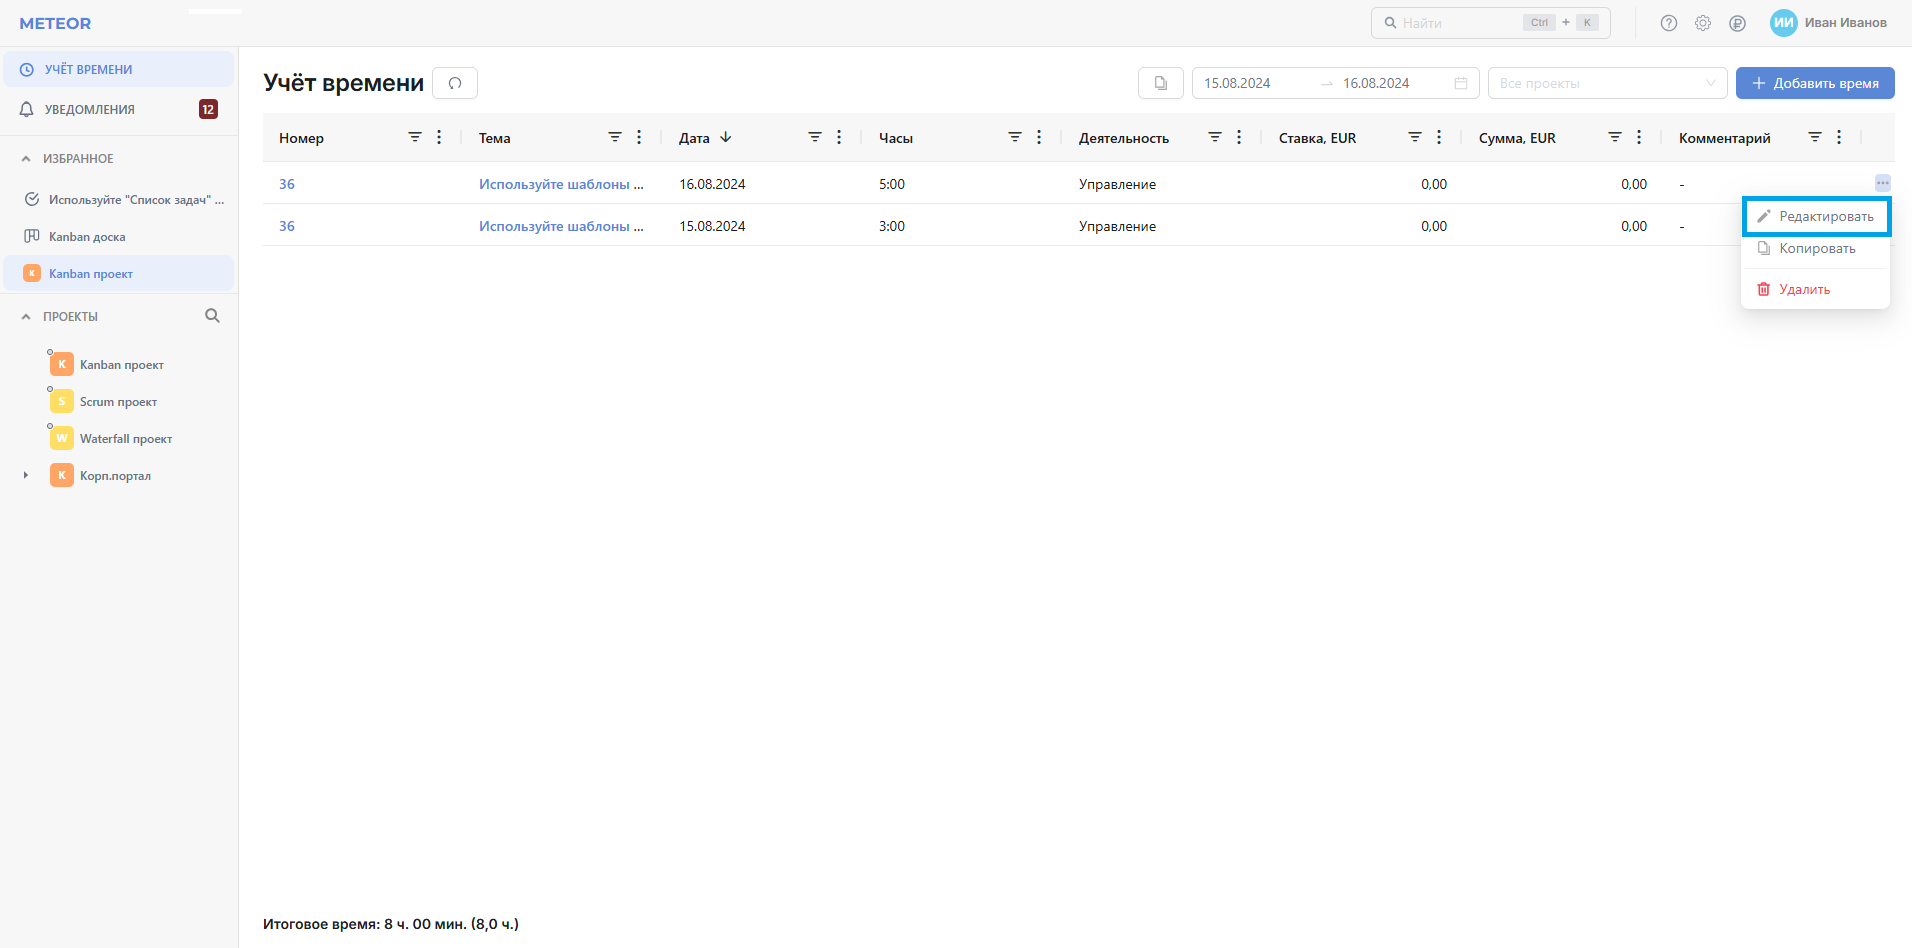 METEOR
Найти
Ctrl + K
ИИ Иван Иванов
УЧЁТ ВРЕМЕНИ
УВЕДОМЛЕНИЯ 12
ИЗБРАННОЕ
Используйте "Список задач" ...
Kanban доска
K Kanban проект
ПРОЕКТЫ
K Kanban проект
S Scrum проект
W Waterfall проект
K Корп.портал
Учёт времени
15.08.2024 → 16.08.2024
Все проекты
+ Добавить время
Номер Тема Дата Часы Деятельность Ставка, EUR Сумма, EUR Комментарий
36 Используйте шаблоны ... 16.08.2024 5:00 Управление 0,00 0,00 -
36 Используйте шаблоны ... 15.08.2024 3:00 Управление 0,00 0,00 -
Редактировать
Копировать
Удалить
Итоговое время: 8 ч. 00 мин. (8,0 ч.)